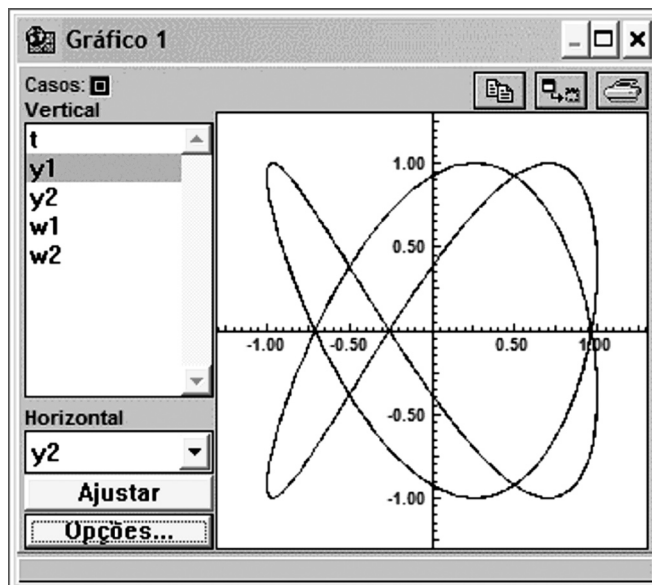 Gráfico 1
Casos:
Vertical
t
y1
y2
w1
w2
Horizontal
y2
Ajustar
Opções...
1.00
0.50
-1.00
-0.50
0.50
1.00
-0.50
-1.00